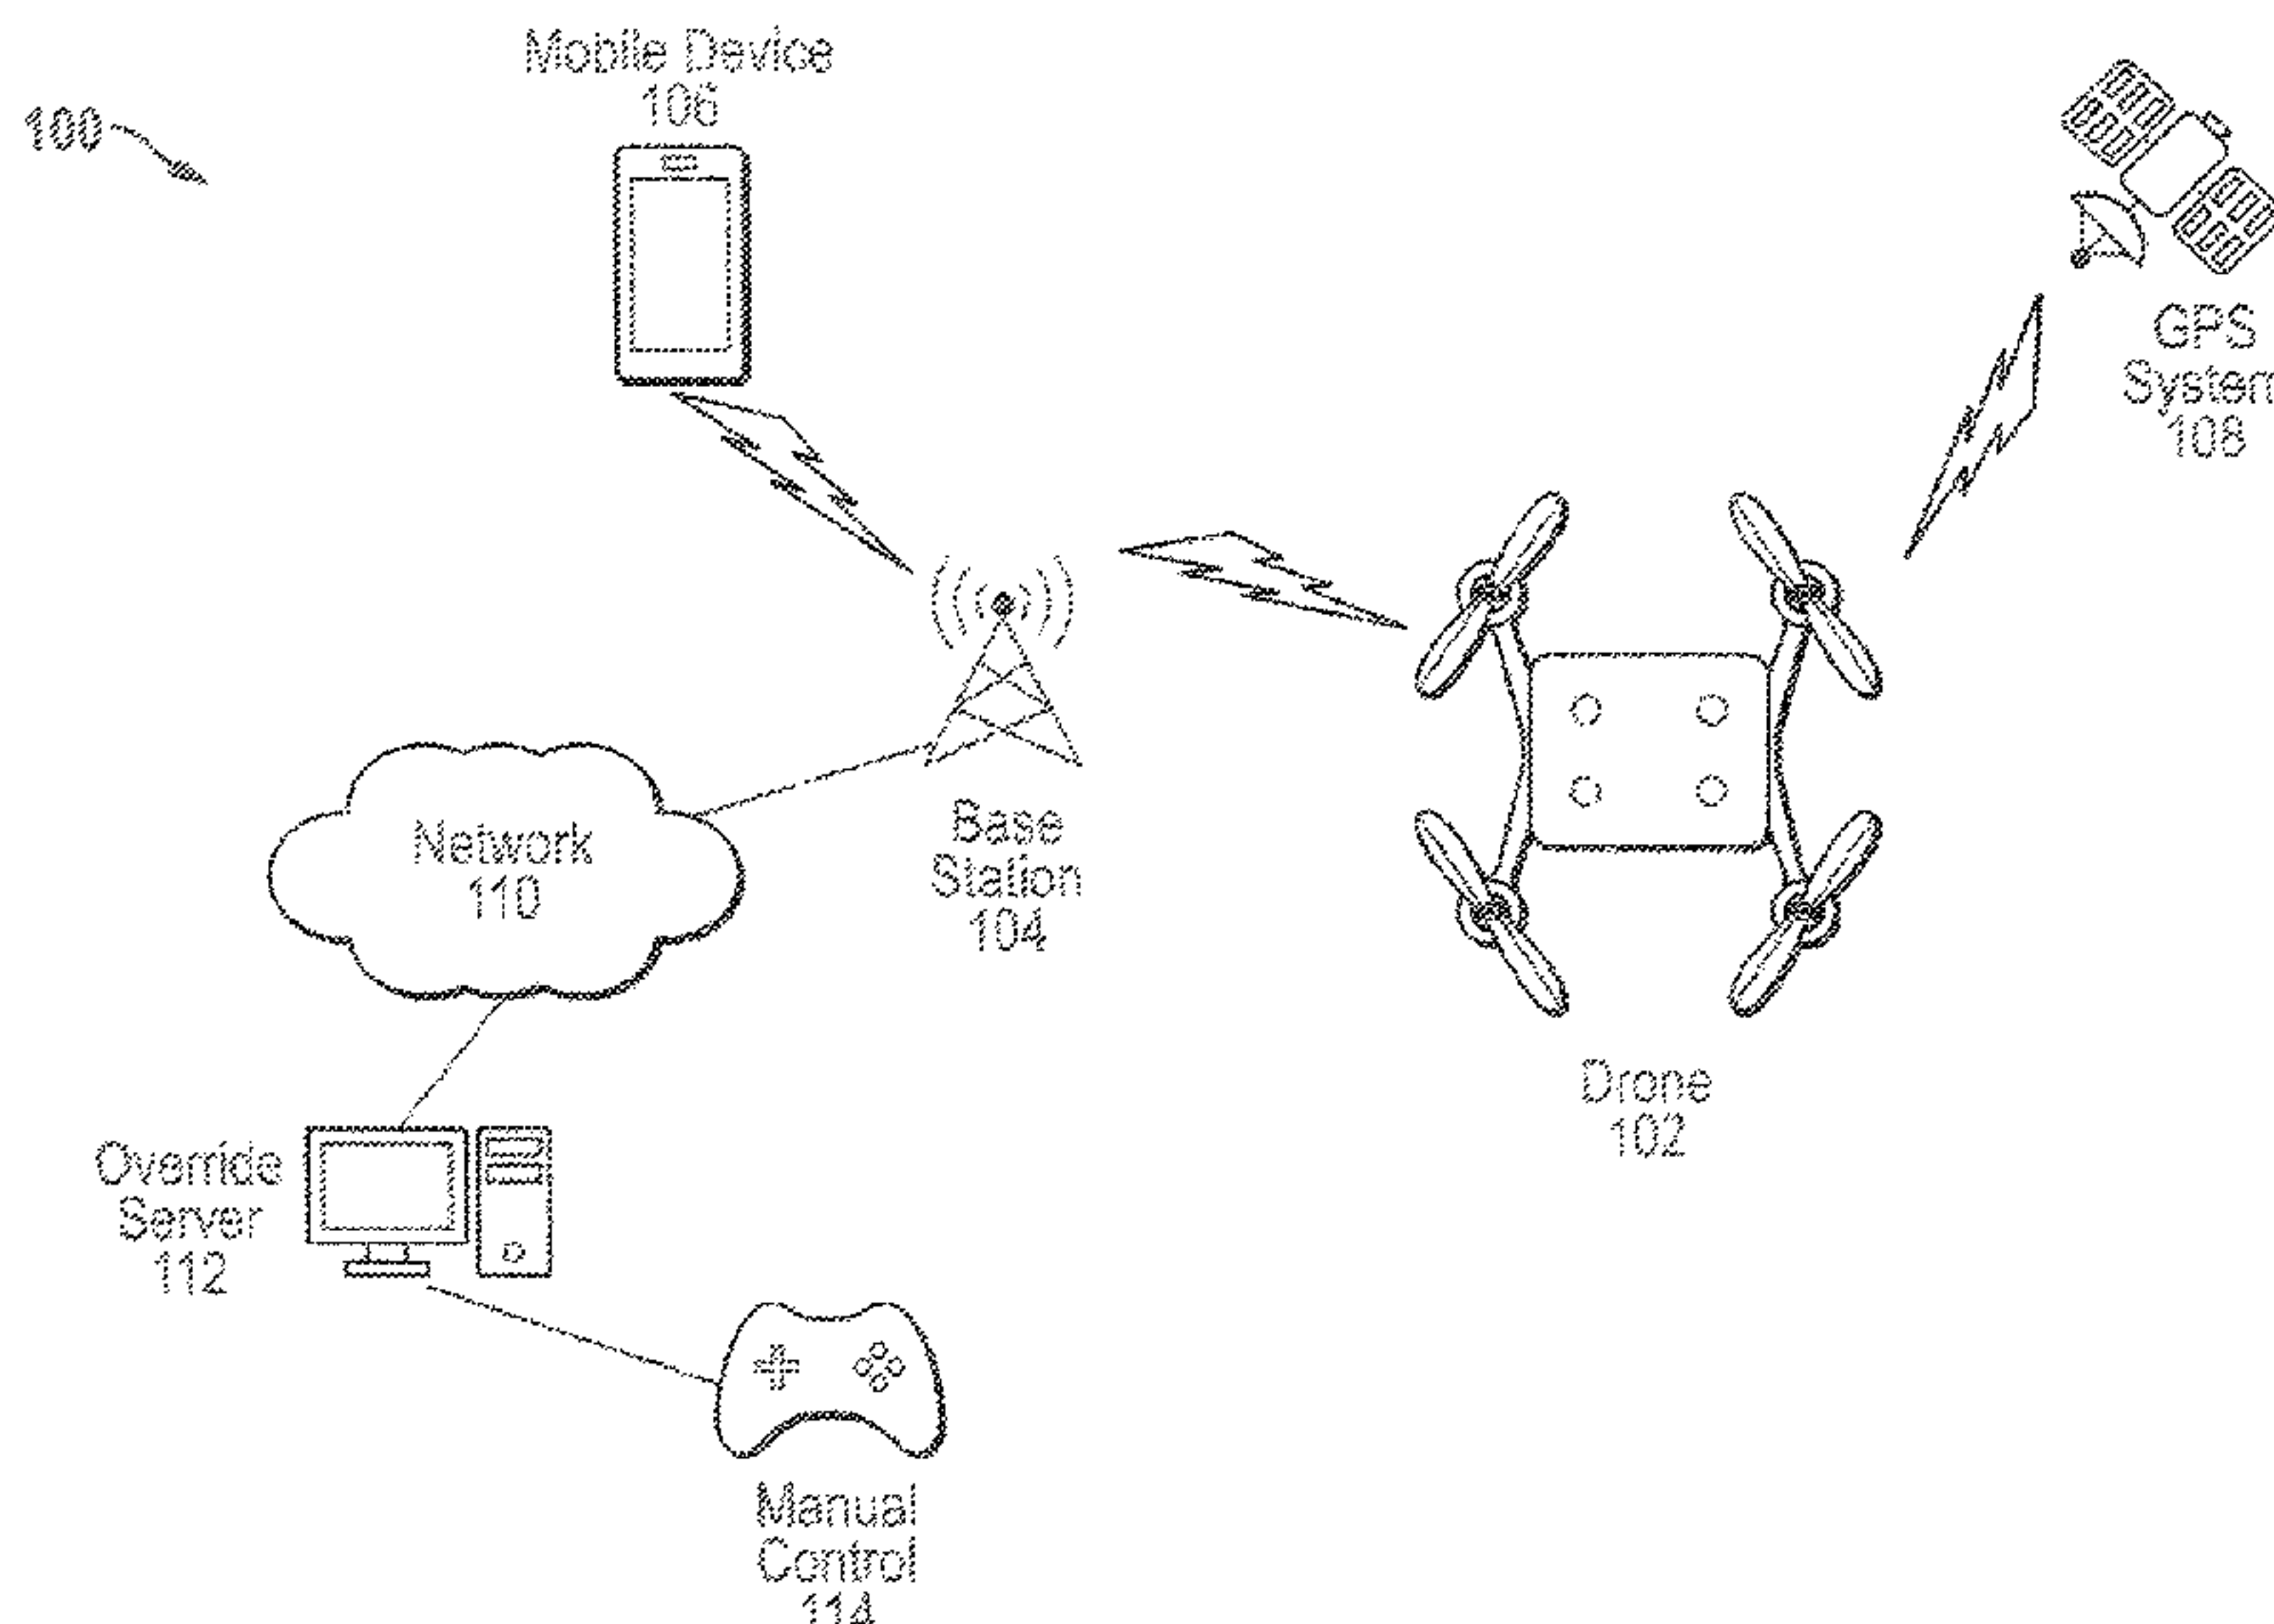 Mobile Device
106
100
GPS
System
108
Network
110
Base
Station
104
Drone
102
Override
Server
112
Manual
Control
114